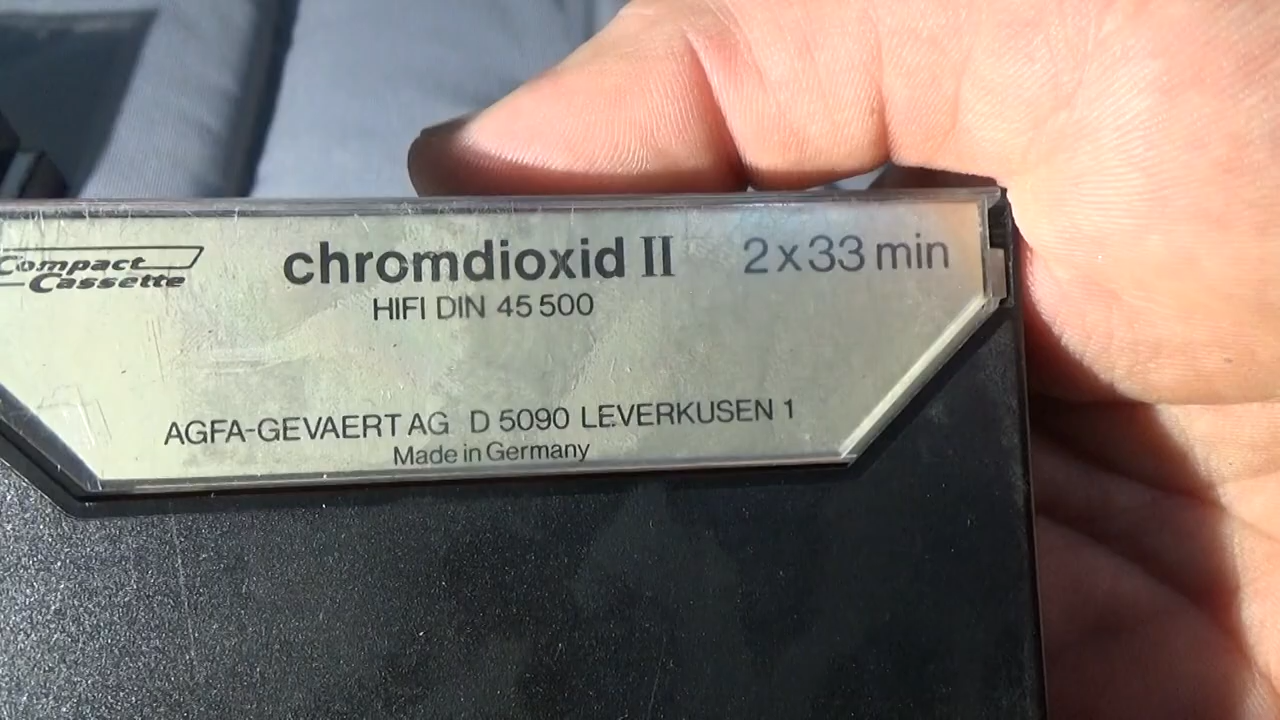 Compact Cassette
chromdioxid II 2x33 min
HIFI DIN 45 500
AGFA-GEVAERT AG D 5090 LEVERKUSEN 1
Made in Germany